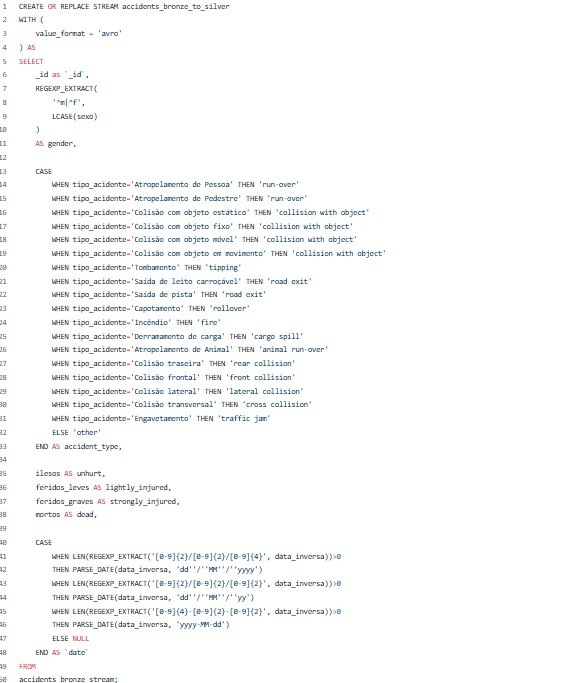 1 CREATE OR REPLACE STREAM accidents_bronze_to_silver
2 WITH (
3 value_format = 'avro'
4 ) AS
5 SELECT
6 _id as `_id`,
7 REGEXP_EXTRACT(
8 '^m|^f',
9 LCASE(sexo)
10 )
11 AS gender,
12
13 CASE
14 WHEN tipo_acidente='Atropelamento de Pessoa' THEN 'run-over'
15 WHEN tipo_acidente='Atropelamento de Pedestre' THEN 'run-over'
16 WHEN tipo_acidente='Colisão com objeto estático' THEN 'collision with object'
17 WHEN tipo_acidente='Colisão com objeto fixo' THEN 'collision with object'
18 WHEN tipo_acidente='Colisão com objeto móvel' THEN 'collision with object'
19 WHEN tipo_acidente='Colisão com objeto em movimento' THEN 'collision with object'
20 WHEN tipo_acidente='Tombamento' THEN 'tipping'
21 WHEN tipo_acidente='Saída de leito carroçável' THEN 'road exit'
22 WHEN tipo_acidente='Saída de pista' THEN 'road exit'
23 WHEN tipo_acidente='Capotamento' THEN 'rollover'
24 WHEN tipo_acidente='Incêndio' THEN 'fire'
25 WHEN tipo_acidente='Derramamento de carga' THEN 'cargo spill'
26 WHEN tipo_acidente='Atropelamento de Animal' THEN 'animal run-over'
27 WHEN tipo_acidente='Colisão traseira' THEN 'rear collision'
28 WHEN tipo_acidente='Colisão frontal' THEN 'front collision'
29 WHEN tipo_acidente='Colisão lateral' THEN 'lateral collision'
30 WHEN tipo_acidente='Colisão transversal' THEN 'cross collision'
31 WHEN tipo_acidente='Engavetamento' THEN 'traffic jam'
32 ELSE 'other'
33 END AS accident_type,
34
35 ilesos AS unhurt,
36 feridos_leves AS lightly_injured,
37 feridos_graves AS strongly_injured,
38 mortos AS dead,
39
40 CASE
41 WHEN LEN(REGEXP_EXTRACT('[0-9]{2}/[0-9]{2}/[0-9]{4}', data_inversa))>0
42 THEN PARSE_DATE(data_inversa, 'dd''/''MM''/''yyyy')
43 WHEN LEN(REGEXP_EXTRACT('[0-9]{2}/[0-9]{2}/[0-9]{2}', data_inversa))>0
44 THEN PARSE_DATE(data_inversa, 'dd''/''MM''/''yy')
45 WHEN LEN(REGEXP_EXTRACT('[0-9]{4}-[0-9]{2}-[0-9]{2}', data_inversa))>0
46 THEN PARSE_DATE(data_inversa, 'yyyy-MM-dd')
47 ELSE NULL
48 END AS `date`
49 FROM
50 accidents_bronze_stream;